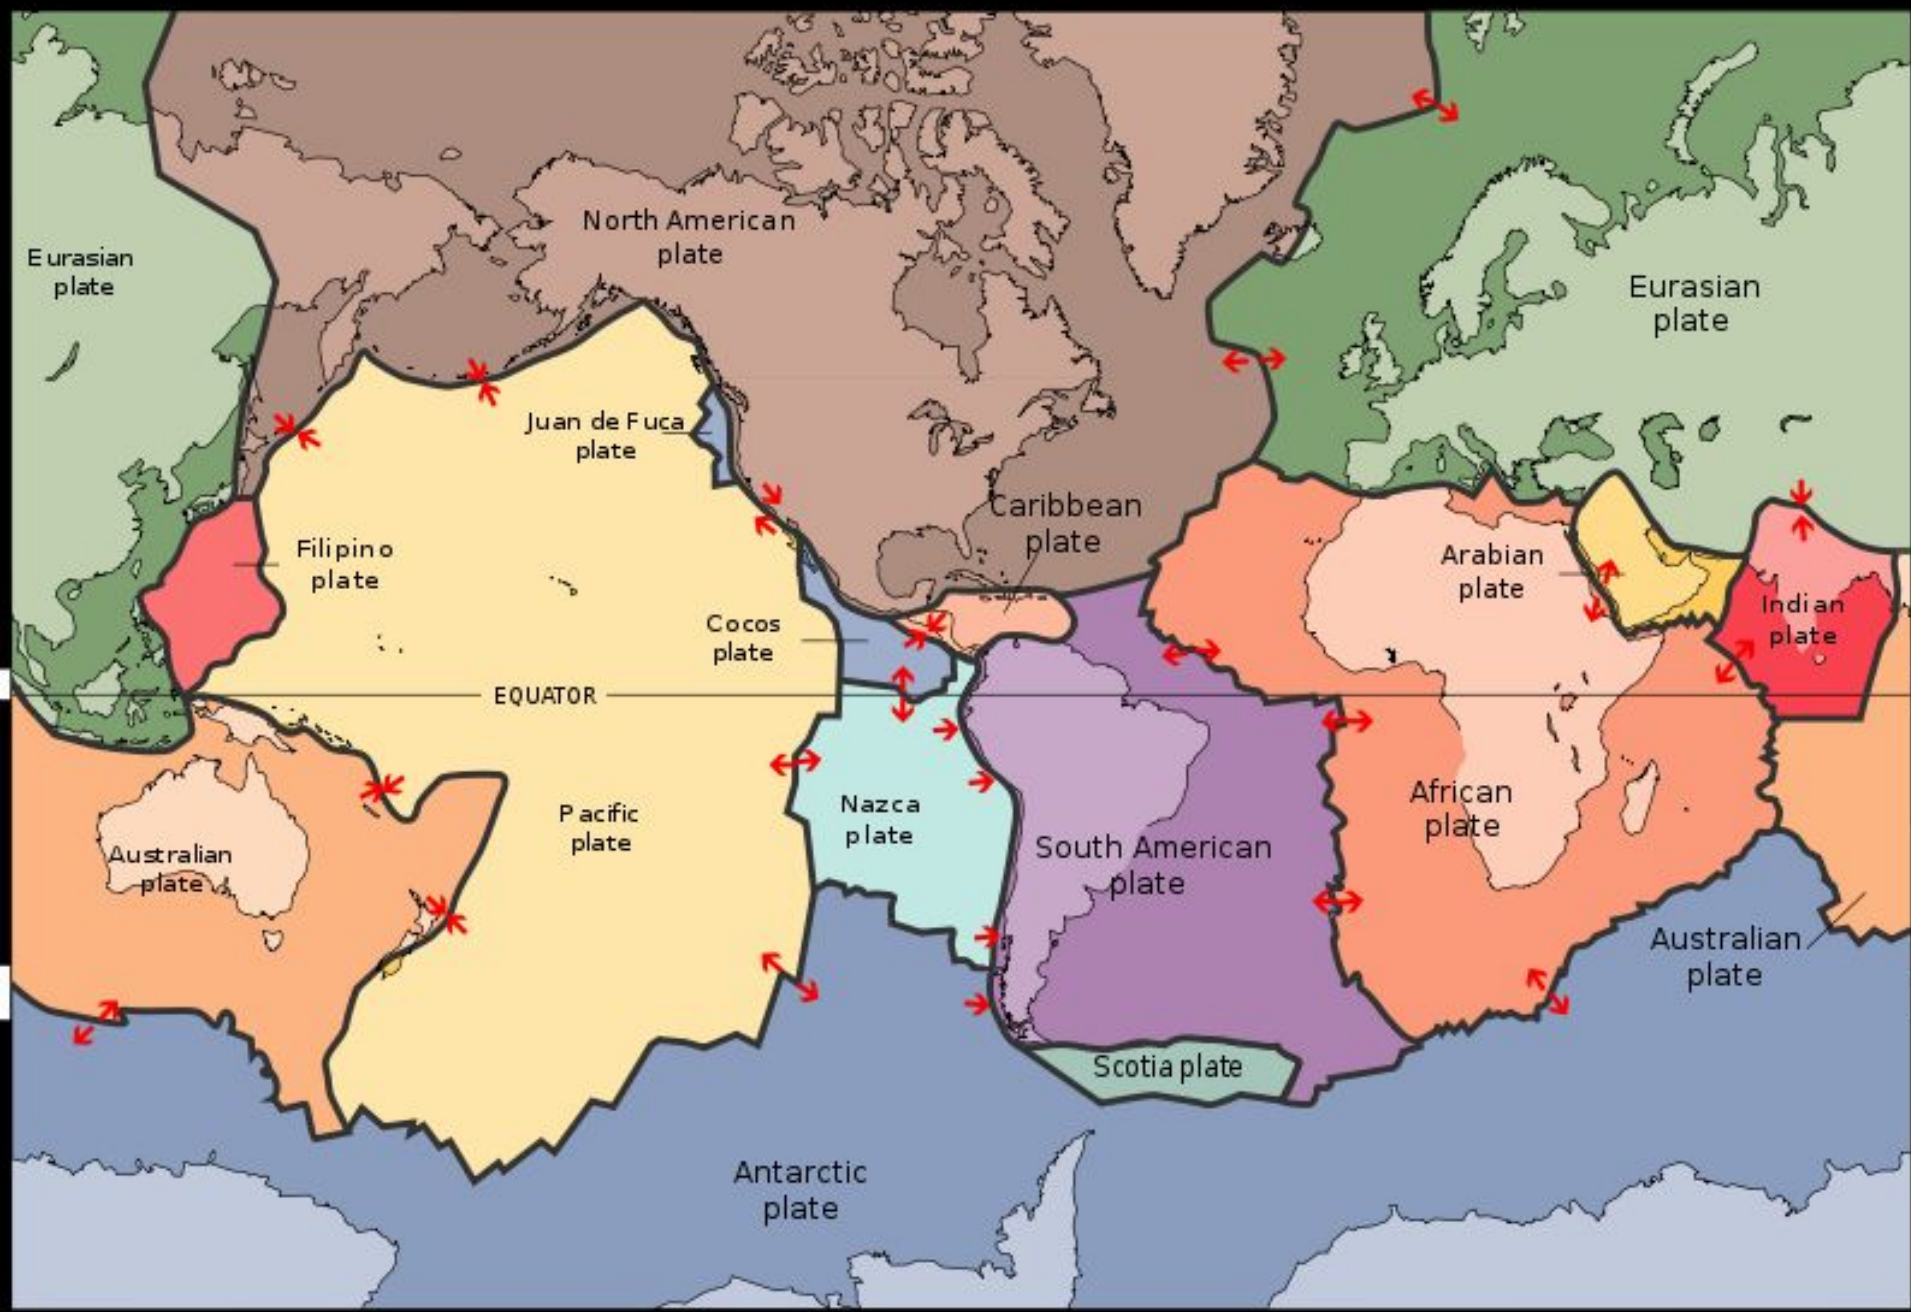 North American
plate
Eurasian
plate
Eurasian
plate
Juan de Fuca
plate
Caribbean
plate
Filipino
plate
Arabian
plate
Indian
plate
Cocos
plate
EQUATOR
Nazca
plate
Pacific
plate
African
plate
South American
plate
Australian
plate
Australian
plate
Scotia plate
Antarctic
plate